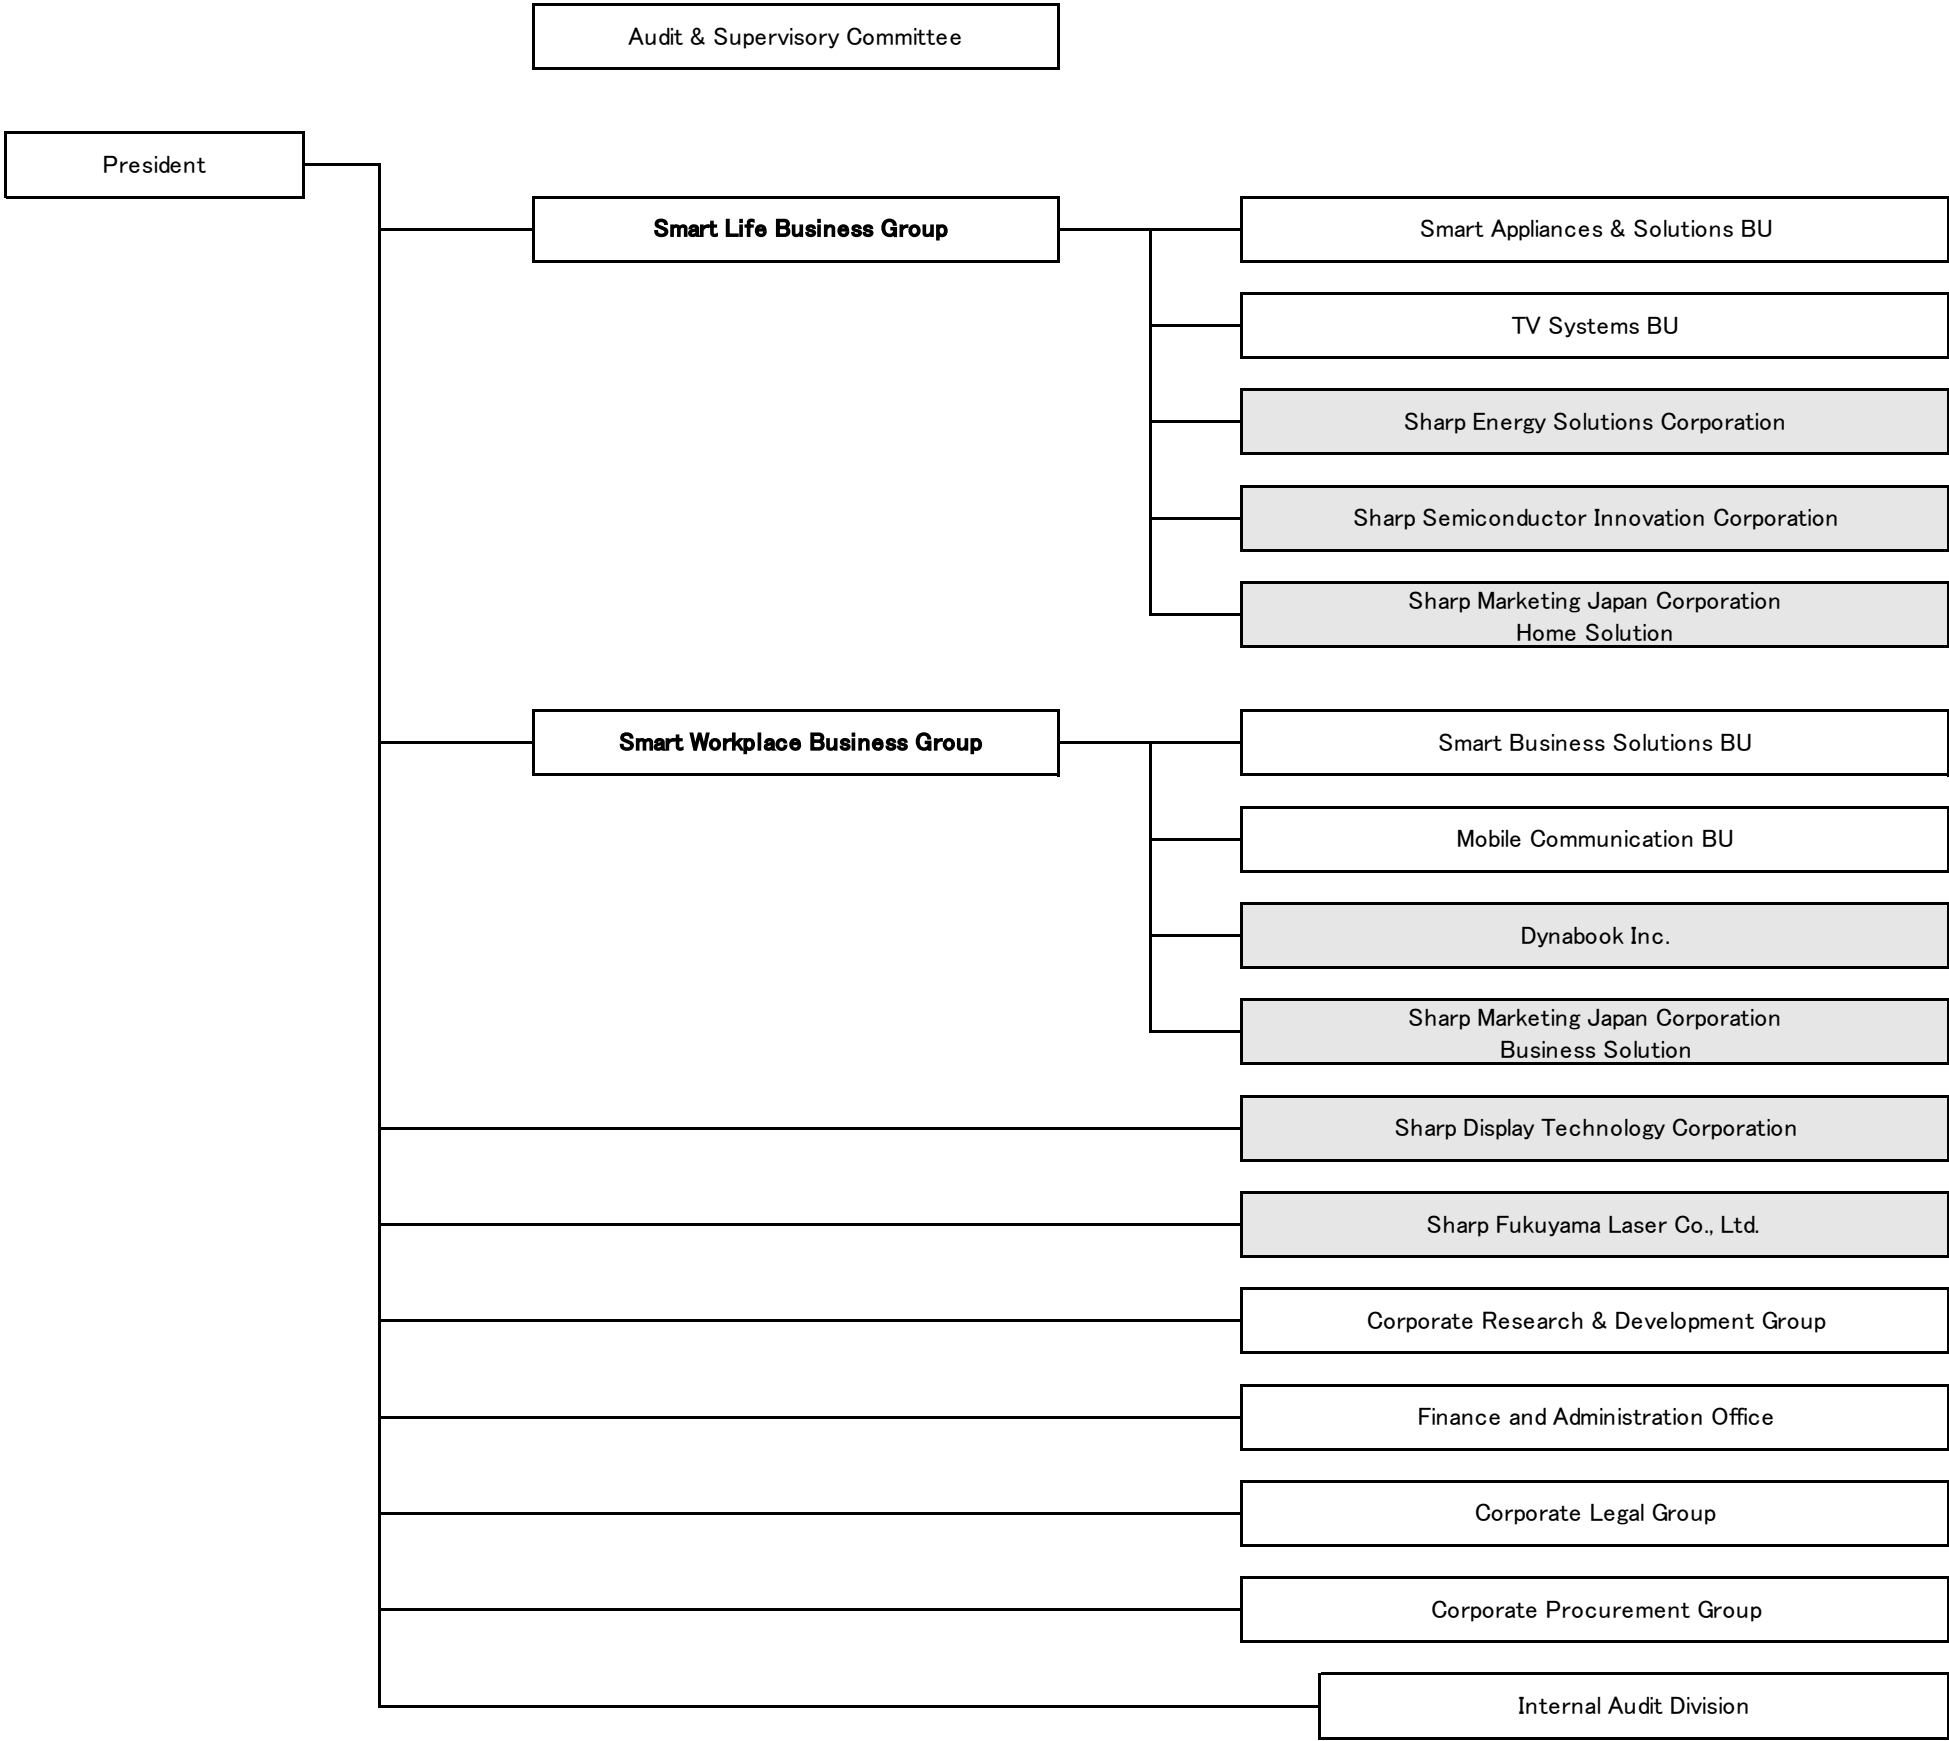 Audit & Supervisory Committee
President
Smart Life Business Group
Smart Appliances & Solutions BU
TV Systems BU
Sharp Energy Solutions Corporation
Sharp Semiconductor Innovation Corporation
Sharp Marketing Japan Corporation
Home Solution
Smart Workplace Business Group
Smart Business Solutions BU
Mobile Communication BU
Dynabook Inc.
Sharp Marketing Japan Corporation
Business Solution
Sharp Display Technology Corporation
Sharp Fukuyama Laser Co., Ltd.
Corporate Research & Development Group
Finance and Administration Office
Corporate Legal Group
Corporate Procurement Group
Internal Audit Division